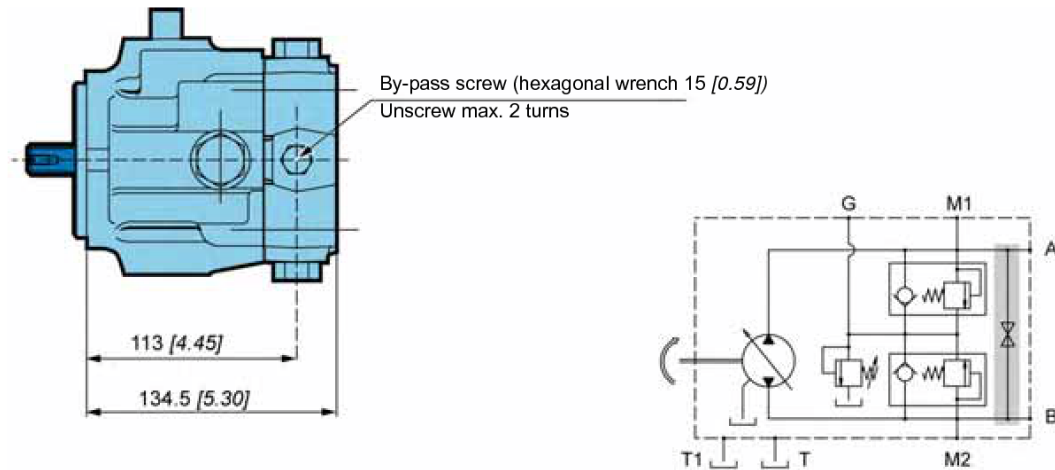 By-pass screw (hexagonal wrench 15 [0.59])
Unscrew max. 2 turns
113 [4.45]
134.5 [5.30]
G
M1
A
B
T1
T
M2